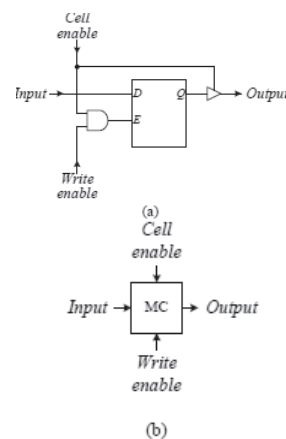 Cell
enable
Input
D
Q
Output
E
Write
enable
(a)
Cell
enable
Input
MC
Output
Write
enable
(b)